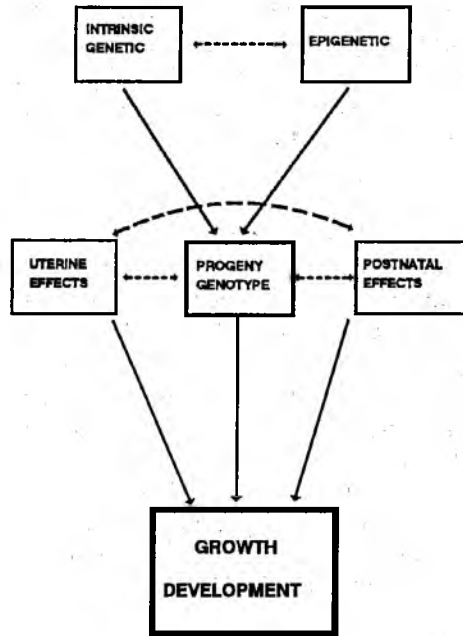 INTRINSIC
GENETIC
EPIGENETIC
UTERINE
EFFECTS
PROGENY
GENOTYPE
POSTNATAL
EFFECTS
GROWTH
DEVELOPMENT